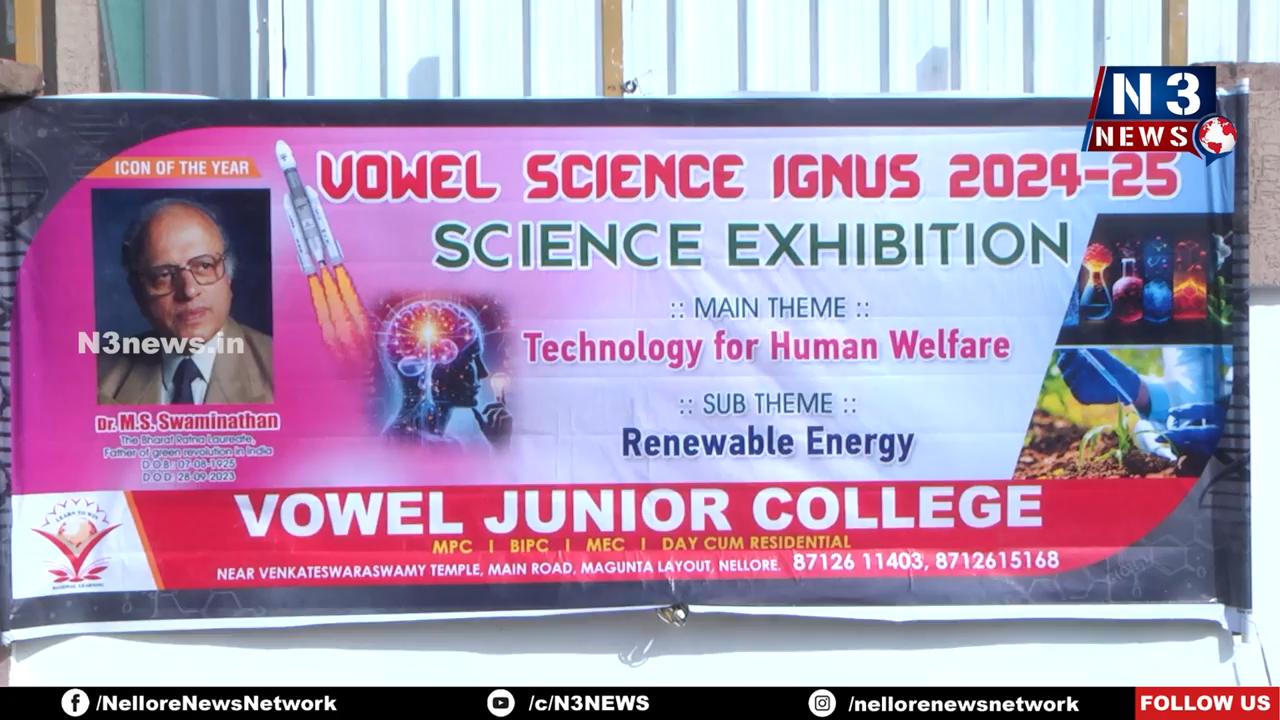 N3
NEWS
ICON OF THE YEAR
VOWEL SCIENCE IGNUS 2024-25
SCIENCE EXHIBITION
:: MAIN THEME ::
Technology for Human Welfare
:: SUB THEME ::
Renewable Energy
N3news.in
Dr. M.S. Swaminathan
The Bharat Ratna Laureate,
Father of green revolution in India
D.O.B: 07-08-1925
D.O.D: 28-09-2023
LEARN TO WIN
VOWEL JUNIOR COLLEGE
MPC | BIPC | MEC | DAY CUM RESIDENTIAL
NEAR VENKATESWARASWAMY TEMPLE, MAIN ROAD, MAGUNTA LAYOUT, NELLORE. 87126 11403, 8712615168
/NelloreNewsNetwork
/c/N3NEWS
/nellorenewsnetwork
FOLLOW US